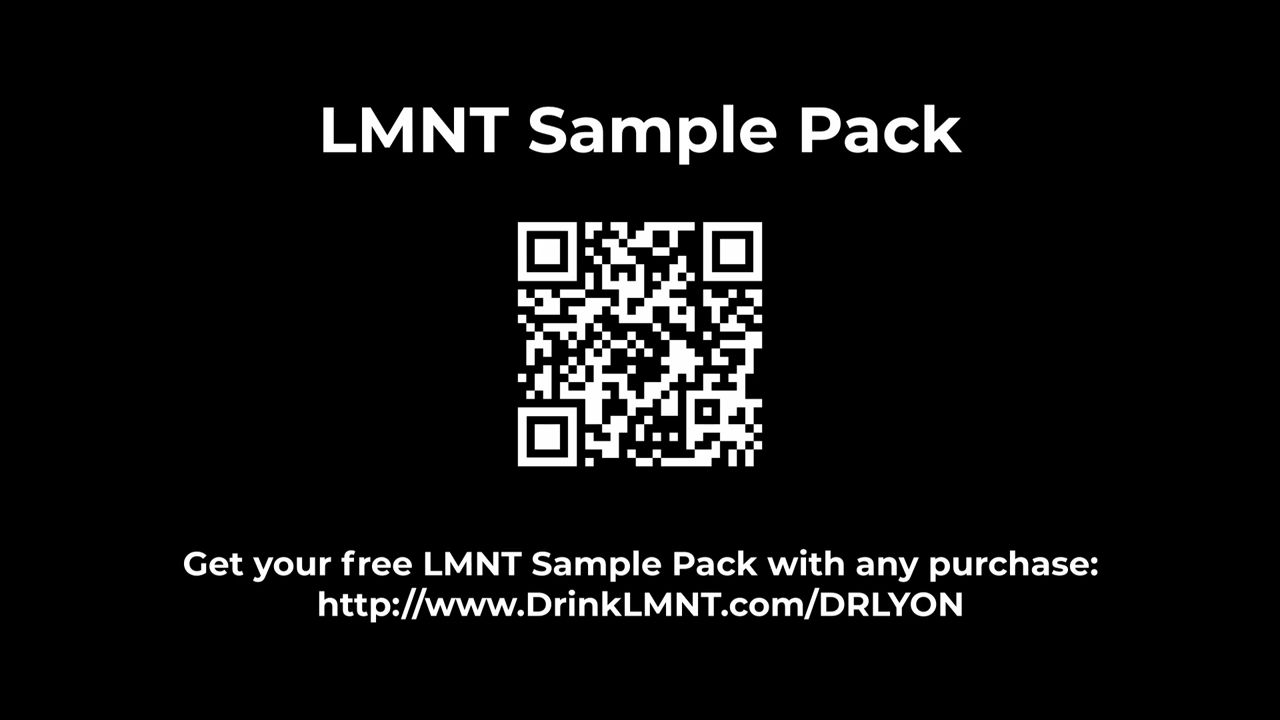 LMNT Sample Pack
Get your free LMNT Sample Pack with any purchase:
http://www.DrinkLMNT.com/DRLYON